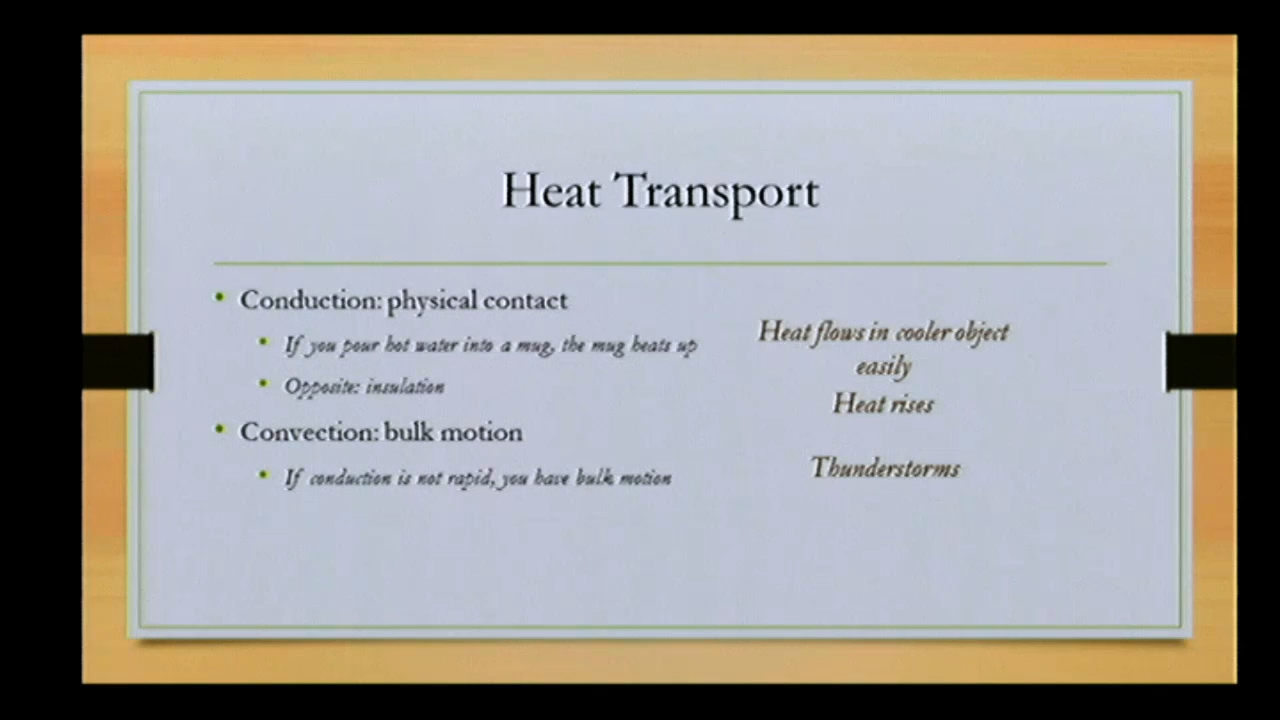 Heat Transport
Conduction: physical contact
If you pour hot water into a mug, the mug heats up
Opposite: insulation
Convection: bulk motion
If conduction is not rapid, you have bulk motion
Heat flows in cooler object
easily
Heat rises
Thunderstorms